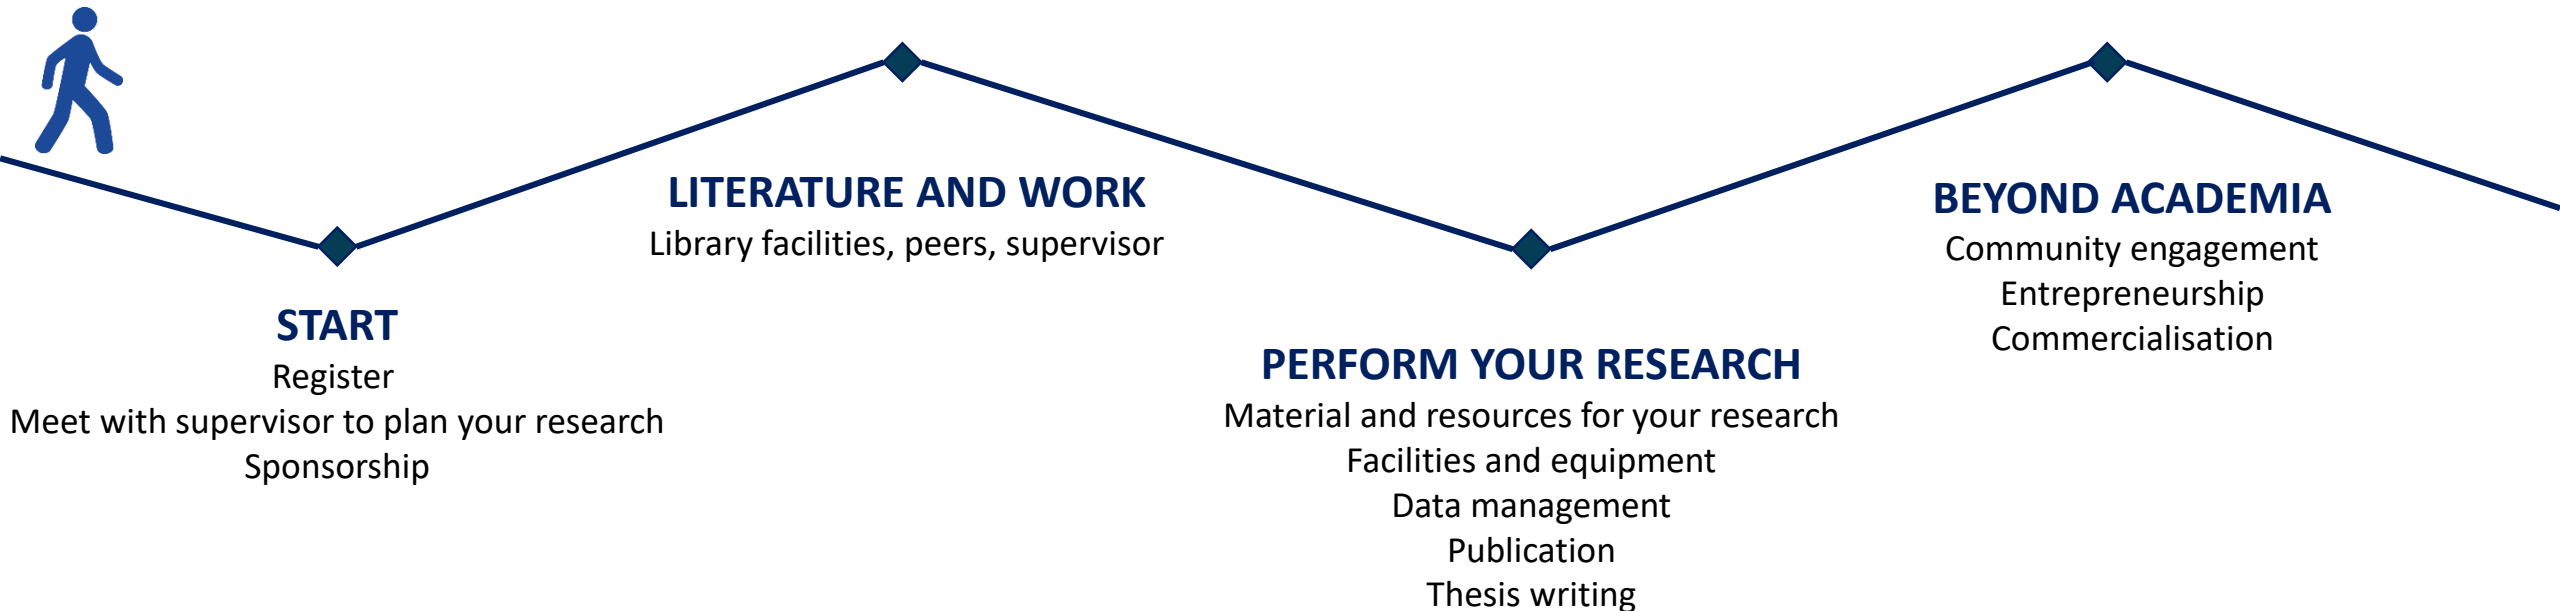 START
Register
Meet with supervisor to plan your research
Sponsorship
LITERATURE AND WORK
Library facilities, peers, supervisor
PERFORM YOUR RESEARCH
Material and resources for your research
Facilities and equipment
Data management
Publication
Thesis writing
BEYOND ACADEMIA
Community engagement
Entrepreneurship
Commercialisation